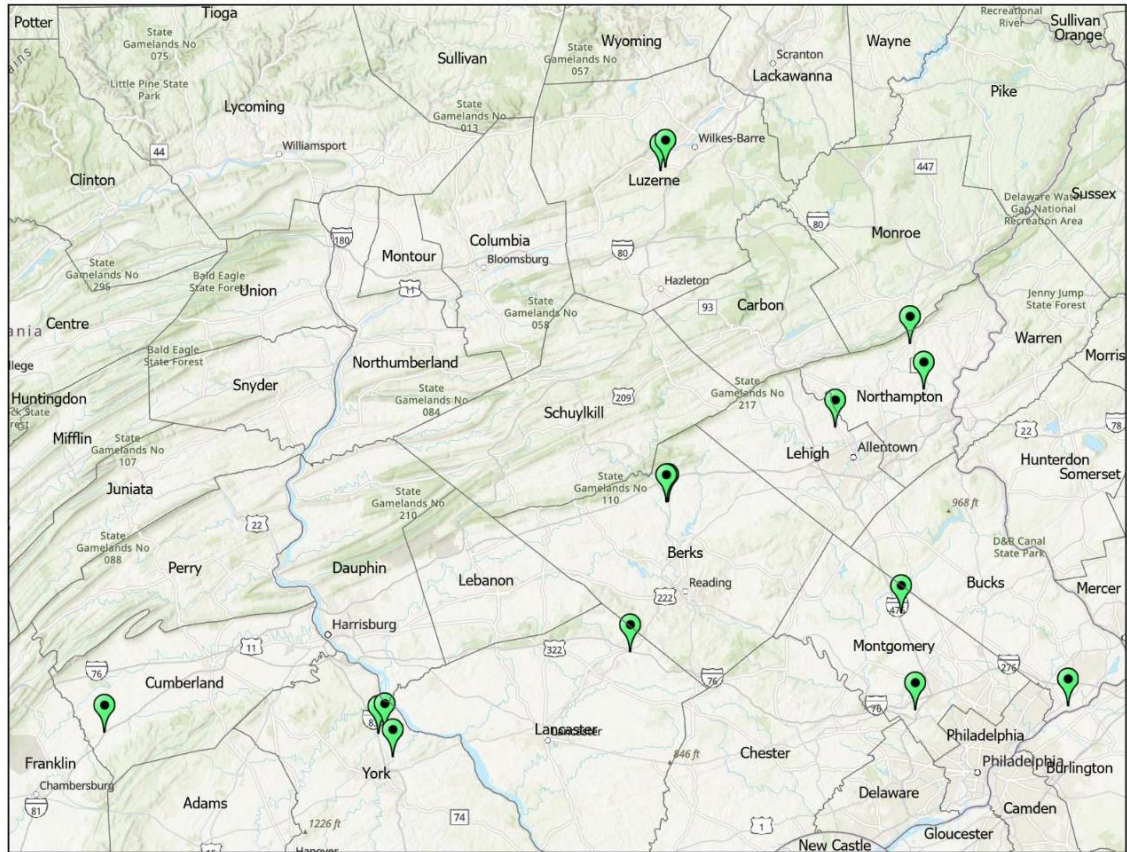 Potter
Tioga
State
Gamelands No
075
Little Pine State
Park
Sullivan
State
Gamelands No
057
Wyoming
Scranton
Lackawanna
Wayne
Recreational
River
Sullivan
Orange
Pike
Lycoming
State
Gamelands No
013
44
Williamsport
Wilkes-Barre
Luzerne
447
Clinton
Delaware Water
Gap National
Recreation Area
Sussex
80
Monroe
180
Montour
Columbia
Bloomsburg
80
State
Gamelands No
295
Bald Eagle
State Forest
Union
11
Hazleton
93
Carbon
Jenny Jump
State Forest
Centre
State
Gamelands No
058
Warren
Bald Eagle
State Forest
Northumberland
Morris
Snyder
State
Gamelands No
084
209
State
Gamelands No
217
Northampton
Huntingdon
Schuylkill
22
78
Mifflin
State
Gamelands No
107
Lehigh
Allentown
Hunterdon
Somerset
Juniata
State
Gamelands No
210
State
Gamelands No
110
968 ft
22
State
Gamelands No
088
D&R Canal
State Park
Perry
Dauphin
Lebanon
Berks
Reading
222
Bucks
Mercer
476
Harrisburg
11
322
Montgomery
276
76
Cumberland
76
76
83
Lancaster
Lancaster
846 ft
Chester
Philadelphia
Philadelphia
Franklin
Chambersburg
York
Burlington
81
Adams
74
Delaware
Camden
1226 ft
1
Gloucester
15
Hanover
New Castle